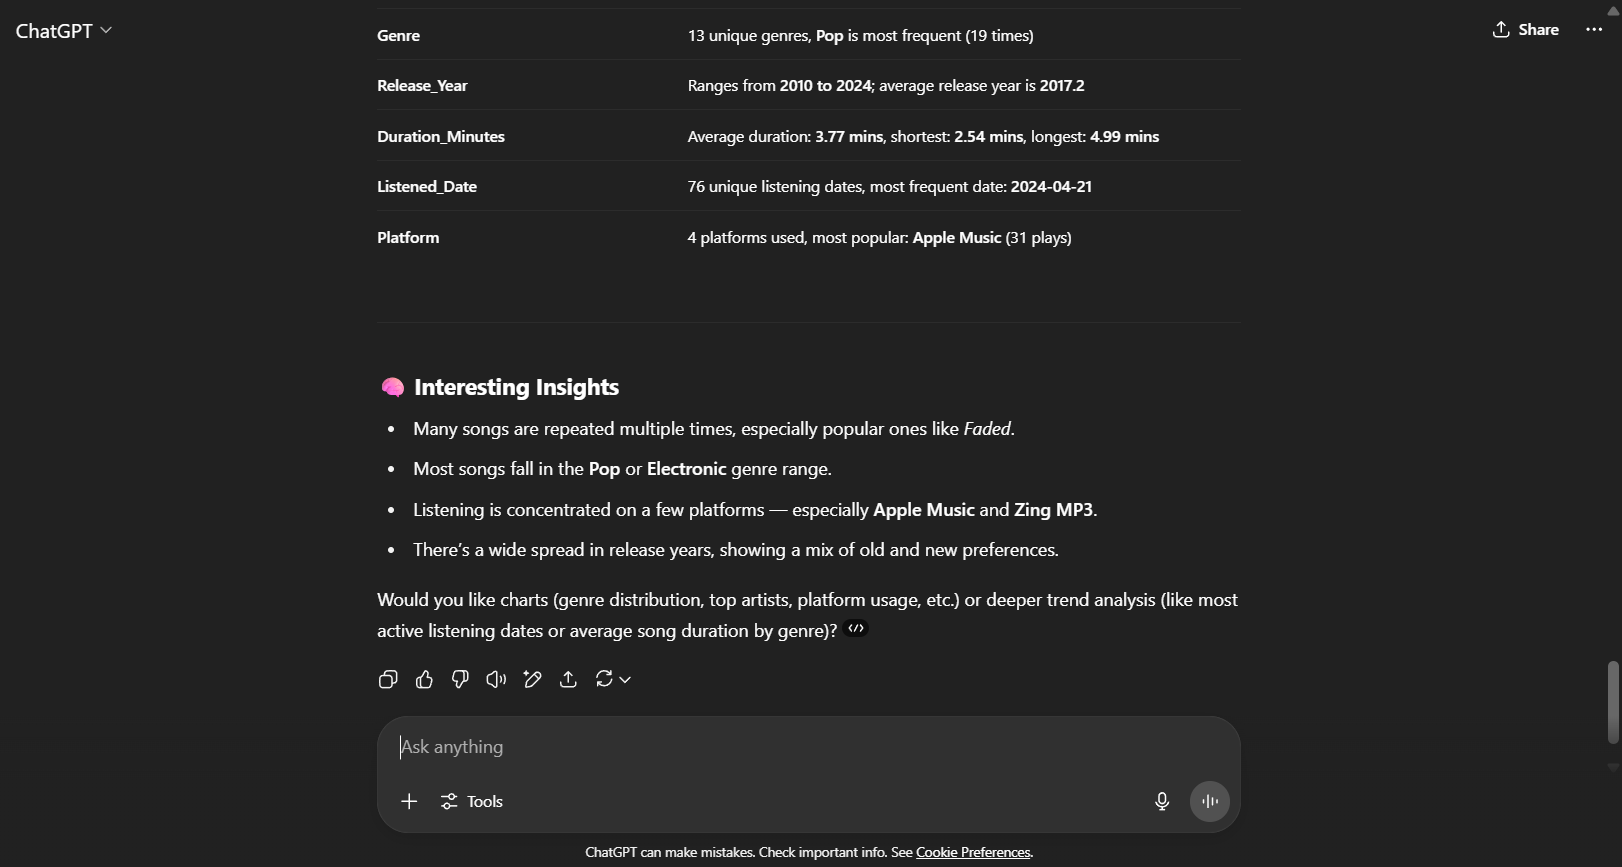 ChatGPT
Share
Genre 13 unique genres, Pop is most frequent (19 times)
Release_Year Ranges from 2010 to 2024; average release year is 2017.2
Duration_Minutes Average duration: 3.77 mins, shortest: 2.54 mins, longest: 4.99 mins
Listened_Date 76 unique listening dates, most frequent date: 2024-04-21
Platform 4 platforms used, most popular: Apple Music (31 plays)
🧠 Interesting Insights
• Many songs are repeated multiple times, especially popular ones like Faded.
• Most songs fall in the Pop or Electronic genre range.
• Listening is concentrated on a few platforms — especially Apple Music and Zing MP3.
• There’s a wide spread in release years, showing a mix of old and new preferences.
Would you like charts (genre distribution, top artists, platform usage, etc.) or deeper trend analysis (like most
active listening dates or average song duration by genre)?
Ask anything
Tools
ChatGPT can make mistakes. Check important info. See Cookie Preferences.